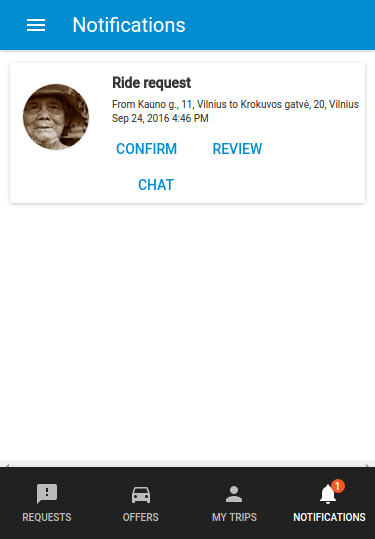 Notifications
Ride request
From Kauno g., 11, Vilnius to Krokuvos gatvė, 20, Vilnius
Sep 24, 2016 4:46 PM
CONFIRM REVIEW
CHAT
1
REQUESTS OFFERS MY TRIPS NOTIFICATIONS